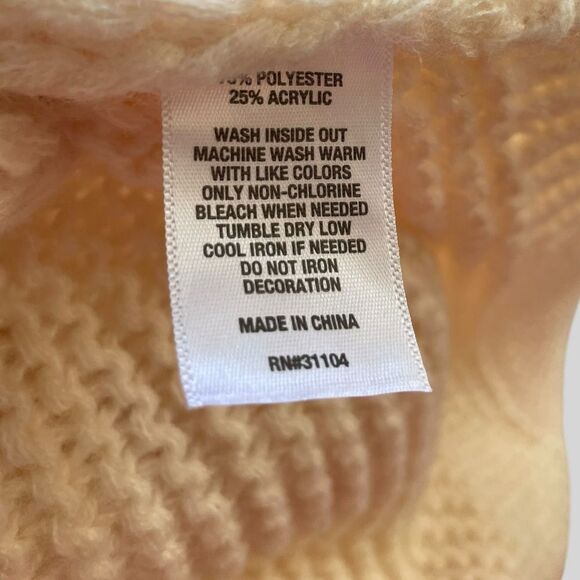 POLYESTER
25% ACRYLIC
WASH INSIDE OUT
MACHINE WASH WARM
WITH LIKE COLORS
ONLY NON-CHLORINE
BLEACH WHEN NEEDED
TUMBLE DRY LOW
COOL IRON IF NEEDED
DO NOT IRON
DECORATION
MADE IN CHINA
RN#31104